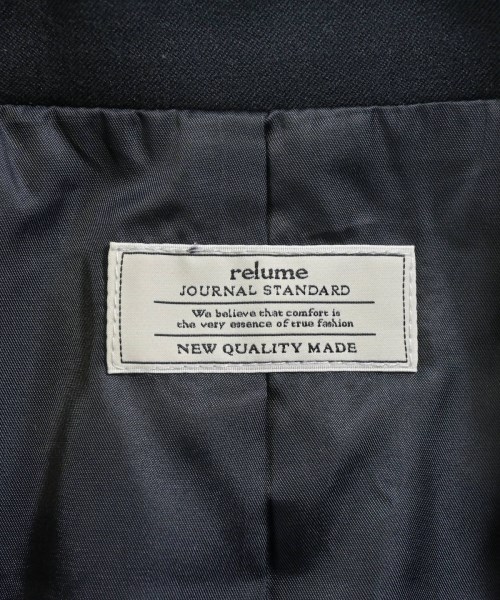 relume
JOURNAL STANDARD
We believe that comfort is
the very essence of true fashion
NEW QUALITY MADE